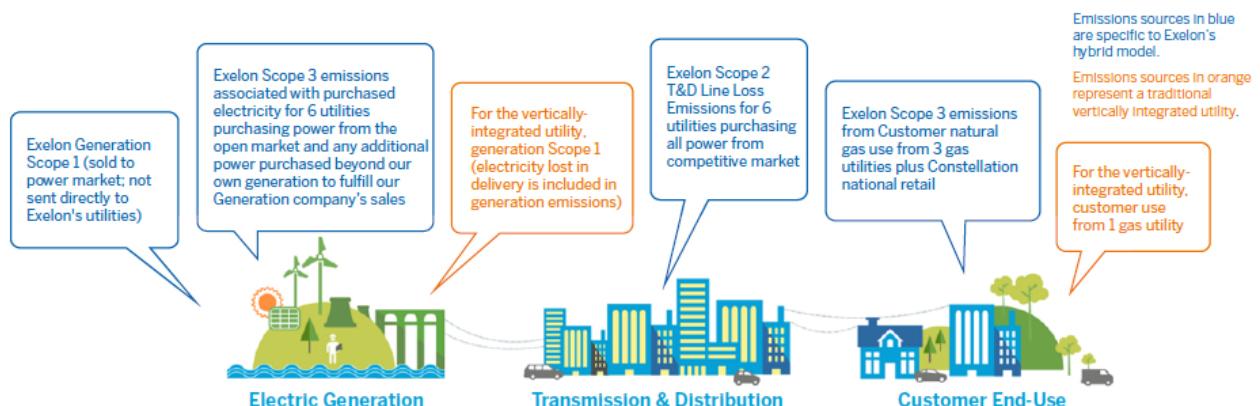 Exelon Generation
Scope 1 (sold to
power market; not
sent directly to
Exelon's utilities)
Exelon Scope 3 emissions
associated with purchased
electricity for 6 utilities
purchasing power from the
open market and any additional
power purchased beyond our
own generation to fulfill our
Generation company's sales
For the vertically-
integrated utility,
generation Scope 1
(electricity lost in
delivery is included in
generation emissions)
Exelon Scope 2
T&D Line Loss
Emissions for 6
utilities purchasing
all power from
competitive market
Exelon Scope 3 emissions
from Customer natural
gas use from 3 gas
utilities plus Constellation
national retail
Emissions sources in blue
are specific to Exelon's
hybrid model.
Emissions sources in orange
represent a traditional
vertically integrated utility.
For the vertically-
integrated utility,
customer use
from 1 gas utility
Electric Generation
Transmission & Distribution
Customer End-Use